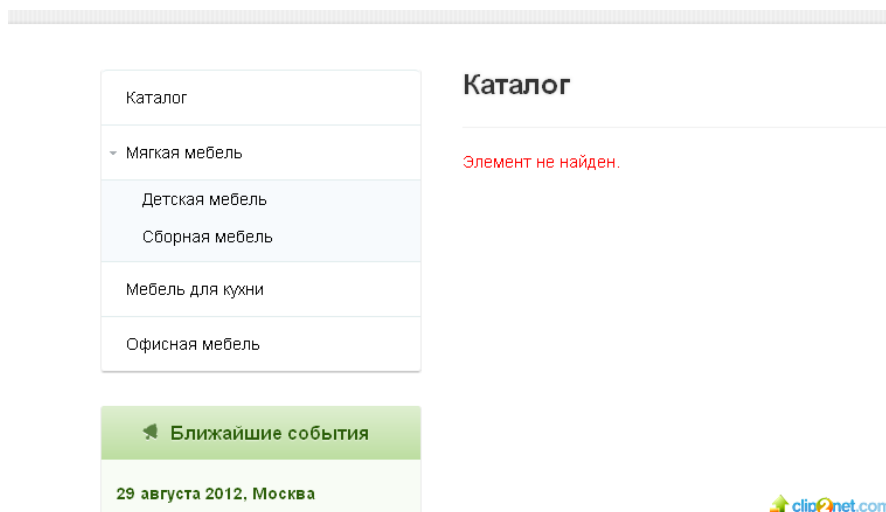 Каталог
Мягкая мебель
Детская мебель
Сборная мебель
Мебель для кухни
Офисная мебель
Ближайшие события
29 августа 2012, Москва
Каталог
Элемент не найден.
clip2net.com